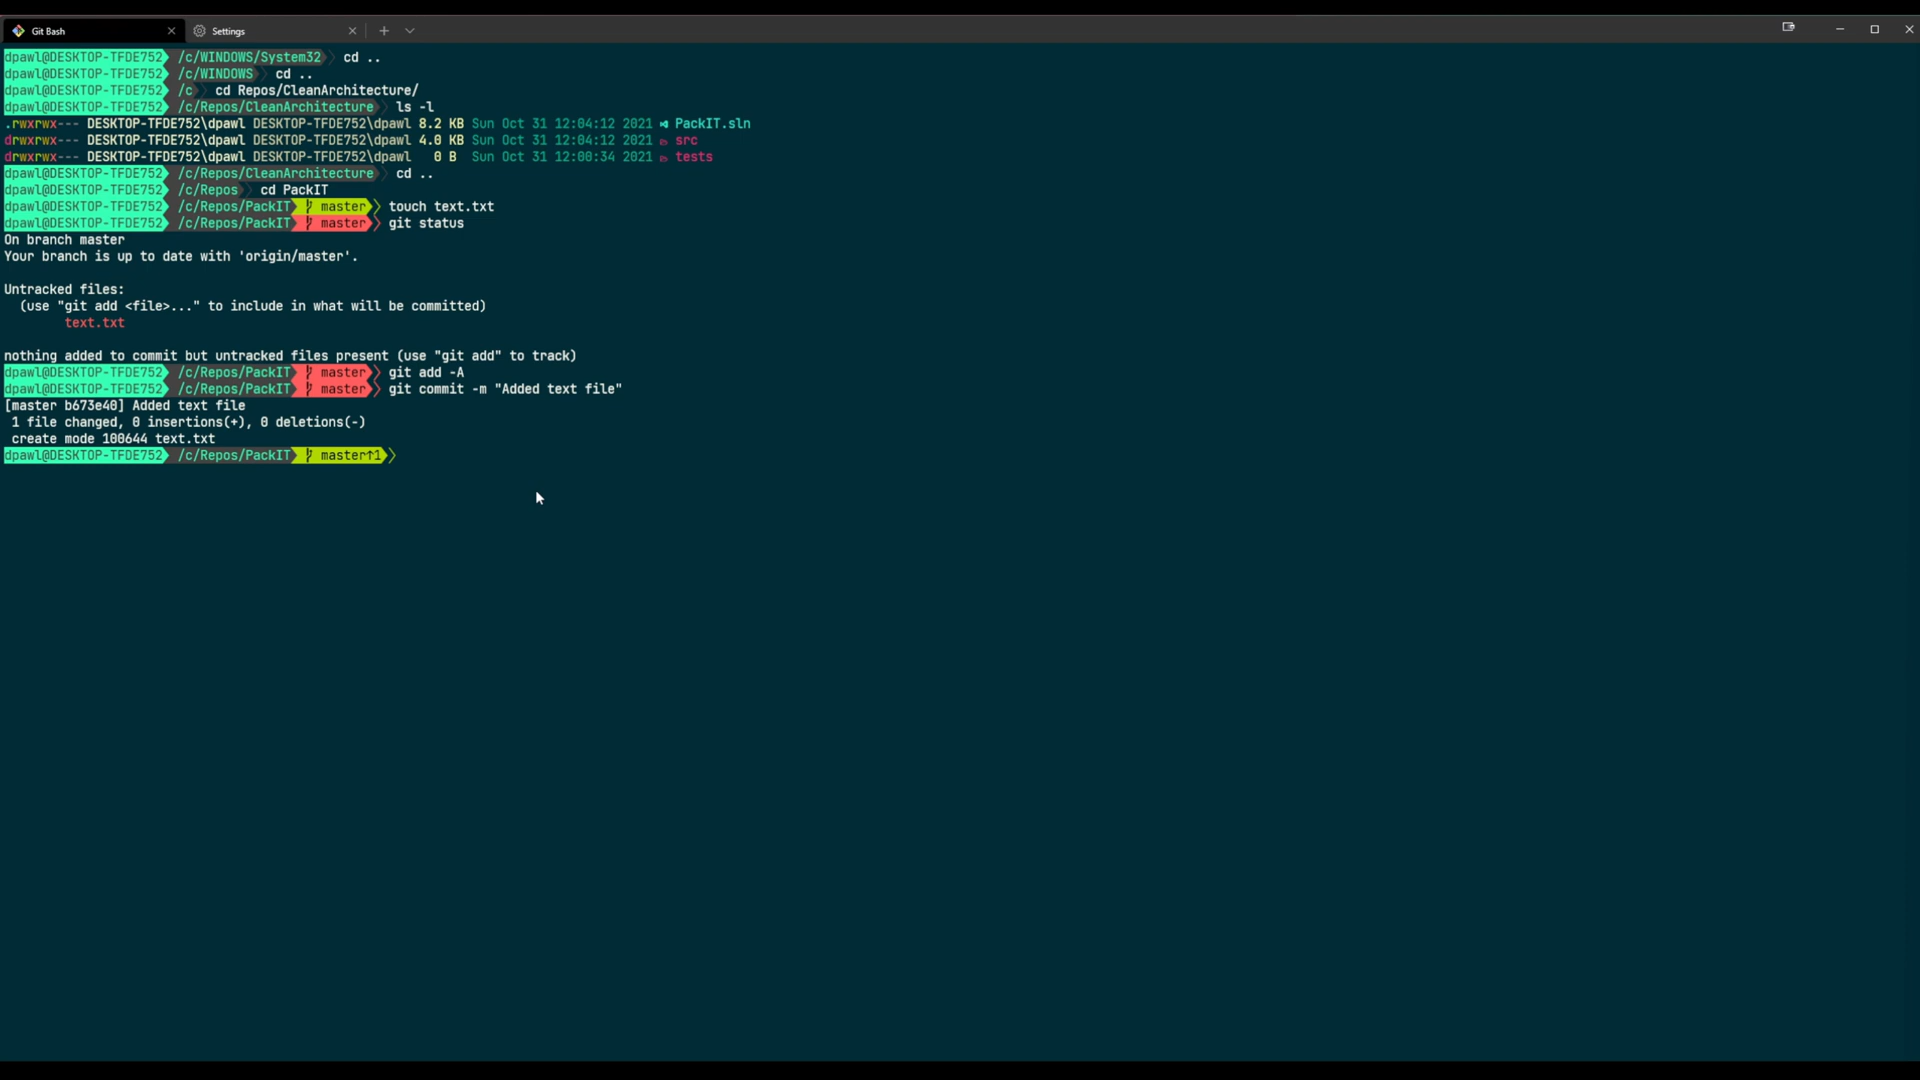 Git Bash
Settings
dpawl@DESKTOP-TFDE752 /c/WINDOWS/System32 cd ..
dpawl@DESKTOP-TFDE752 /c/WINDOWS cd ..
dpawl@DESKTOP-TFDE752 /c cd Repos/CleanArchitecture/
dpawl@DESKTOP-TFDE752 /c/Repos/CleanArchitecture ls -l
.rwxrwx--- DESKTOP-TFDE752\dpawl DESKTOP-TFDE752\dpawl 8.2 KB Sun Oct 31 12:04:12 2021 PackIT.sln
drwxrwx--- DESKTOP-TFDE752\dpawl DESKTOP-TFDE752\dpawl 4.0 KB Sun Oct 31 12:04:12 2021 src
drwxrwx--- DESKTOP-TFDE752\dpawl DESKTOP-TFDE752\dpawl 0 B Sun Oct 31 12:00:34 2021 tests
dpawl@DESKTOP-TFDE752 /c/Repos/CleanArchitecture cd ..
dpawl@DESKTOP-TFDE752 /c/Repos cd PackIT
dpawl@DESKTOP-TFDE752 /c/Repos/PackIT master touch text.txt
dpawl@DESKTOP-TFDE752 /c/Repos/PackIT master git status
On branch master
Your branch is up to date with 'origin/master'.
Untracked files:
(use "git add <file>..." to include in what will be committed)
text.txt
nothing added to commit but untracked files present (use "git add" to track)
dpawl@DESKTOP-TFDE752 /c/Repos/PackIT master git add -A
dpawl@DESKTOP-TFDE752 /c/Repos/PackIT master git commit -m "Added text file"
[master b673e40] Added text file
1 file changed, 0 insertions(+), 0 deletions(-)
create mode 100644 text.txt
dpawl@DESKTOP-TFDE752 /c/Repos/PackIT master↑1